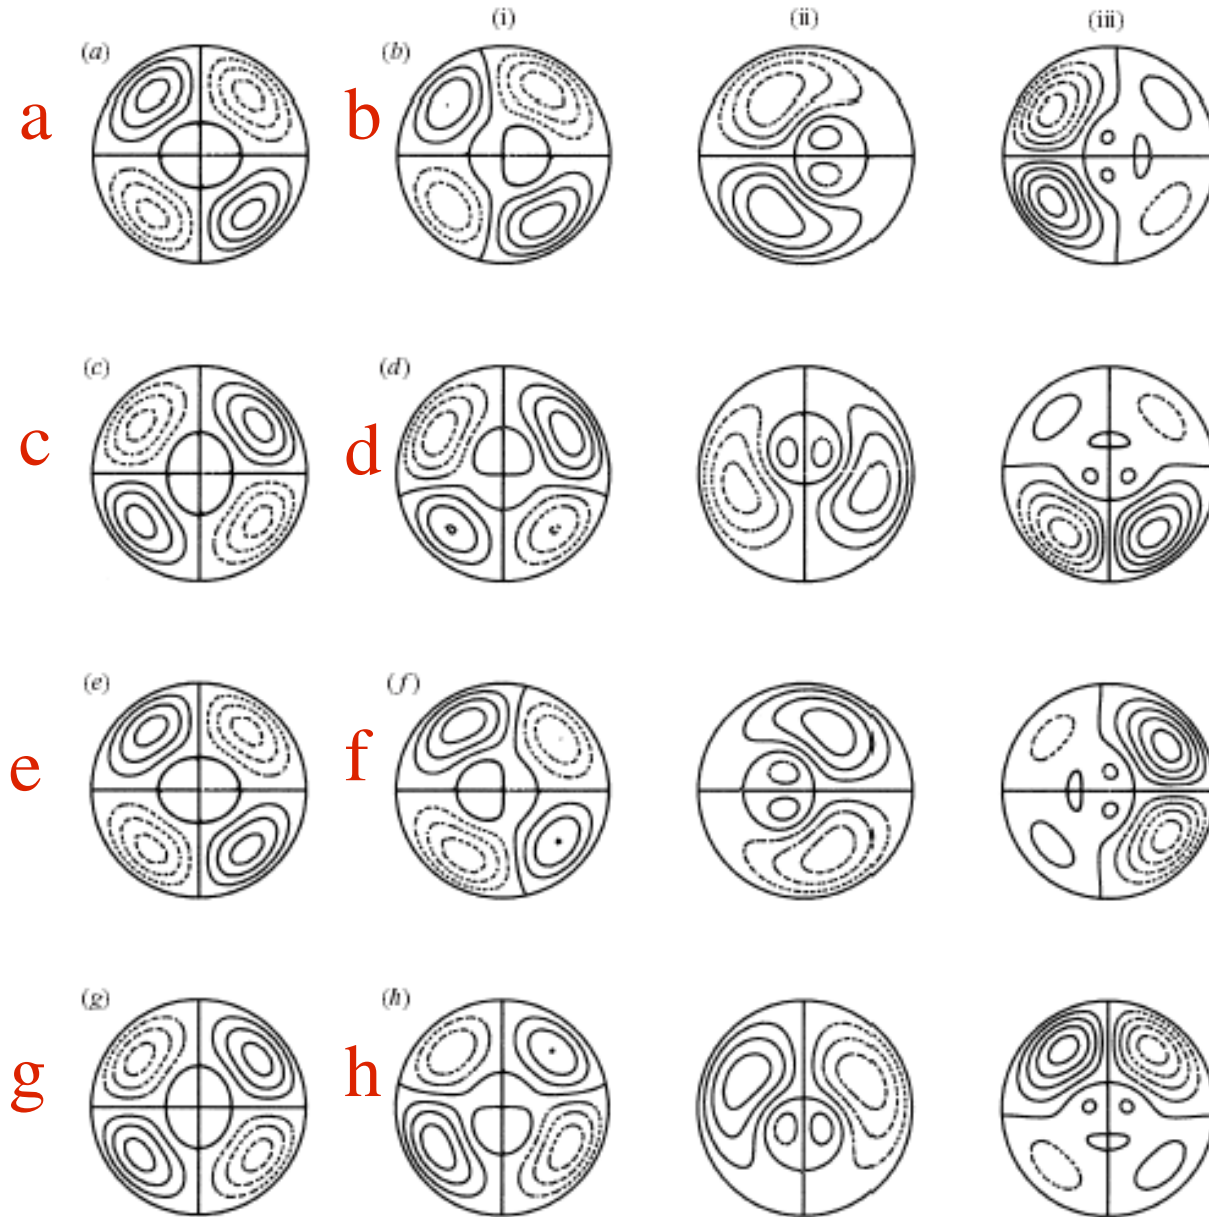 (i) (ii) (iii)
(a) (b)
a b
(c) (d)
c d
(e) (f)
e f
(g) (h)
g h